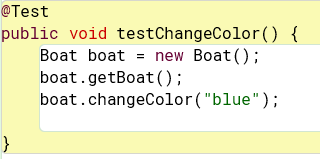 @Test
public void testChangeColor() {
    Boat boat = new Boat();
    boat.getBoat();
    boat.changeColor("blue");
}